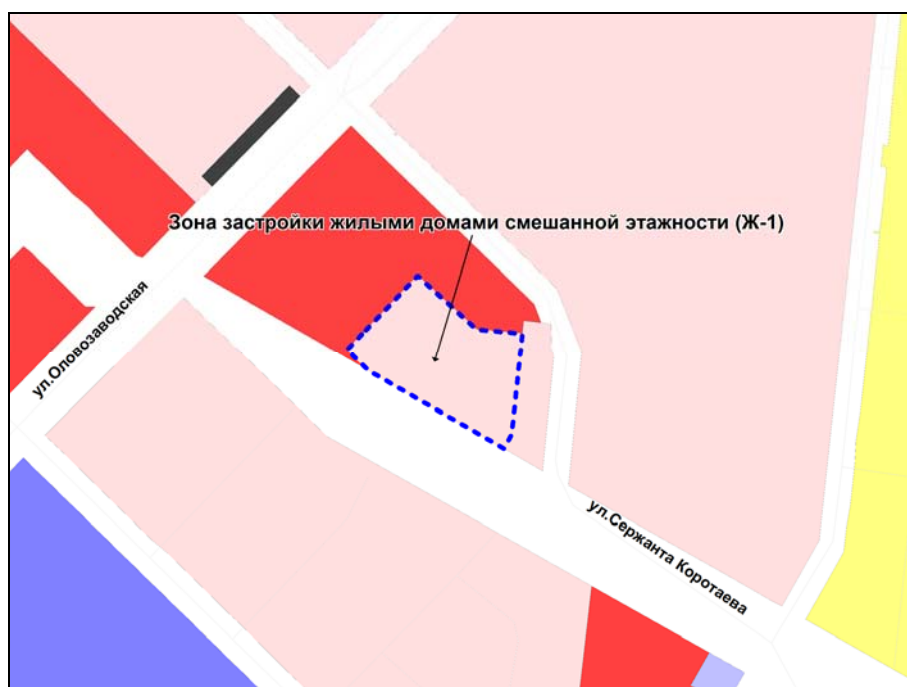 Зона застройки жилыми домами смешанной этажности (Ж-1)
ул.Оловозаводская
ул.Сержанта Коротаева